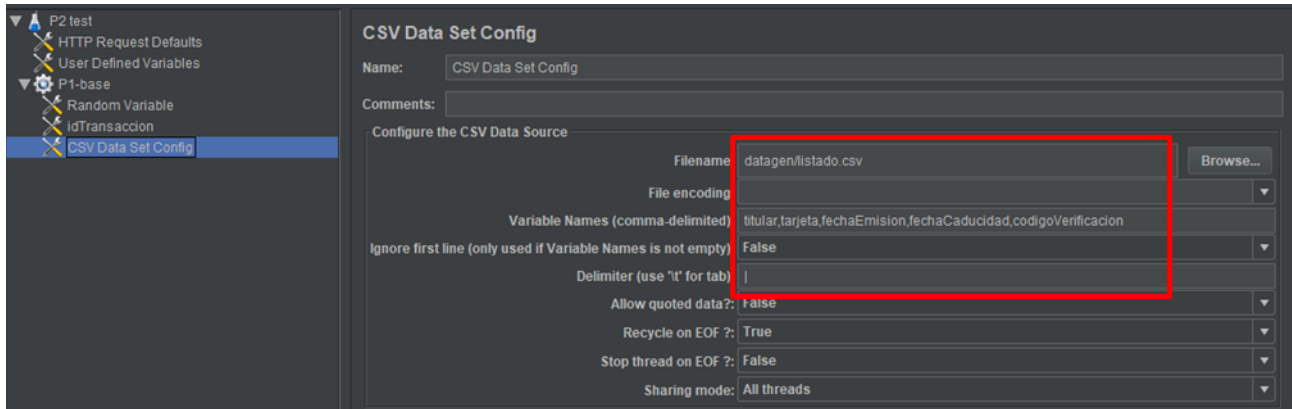 P2 test
HTTP Request Defaults
User Defined Variables
P1-base
Random Variable
idTransaccion
CSV Data Set Config
CSV Data Set Config
Name: CSV Data Set Config
Comments:
Configure the CSV Data Source
Filename datagen/listado.csv Browse...
File encoding
Variable Names (comma-delimited) titular,tarjeta,fechaEmision,fechaCaducidad,codigoVerificacion
Ignore first line (only used if Variable Names is not empty) False
Delimiter (use '\t' for tab) |
Allow quoted data?: False
Recycle on EOF ?: True
Stop thread on EOF ?: False
Sharing mode: All threads